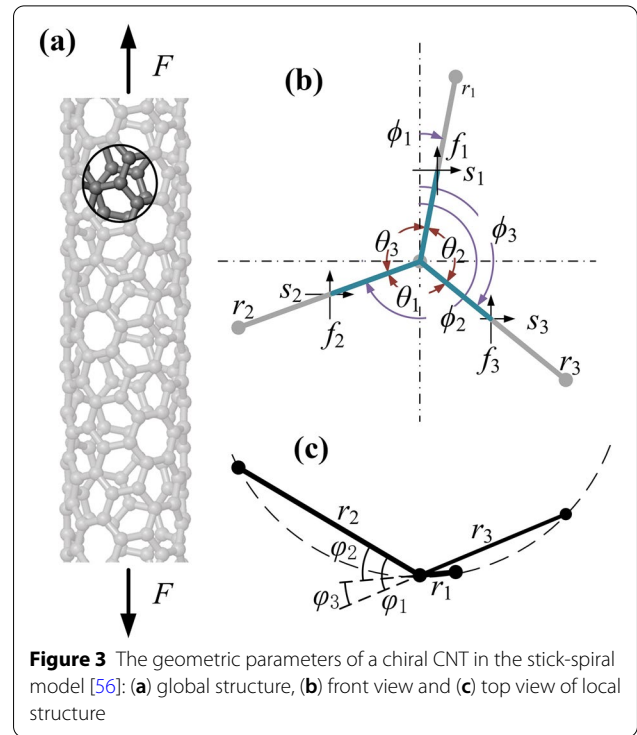 (a)
F
F
(b)
r₁
ϕ₁
f₁
s₁
ϕ₃
θ₃
θ₂
s₂
θ₁
ϕ₂
s₃
r₂
f₂
f₃
r₃
(c)
r₂
r₃
φ₂
φ₃
φ₁
r₁
Figure 3 The geometric parameters of a chiral CNT in the stick-spiral
model [56]: (a) global structure, (b) front view and (c) top view of local
structure